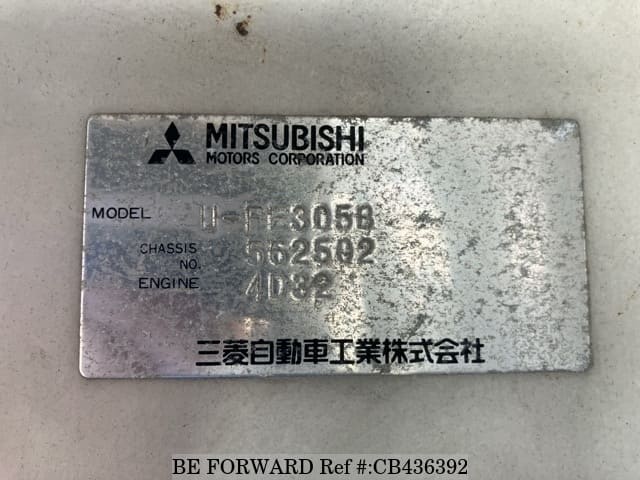 MITSUBISHI
MOTORS CORPORATION
MODEL U-FE305B
CHASSIS NO. 562502
ENGINE 4D32
三菱自動車工業株式会社
BE FORWARD Ref #:CB436392